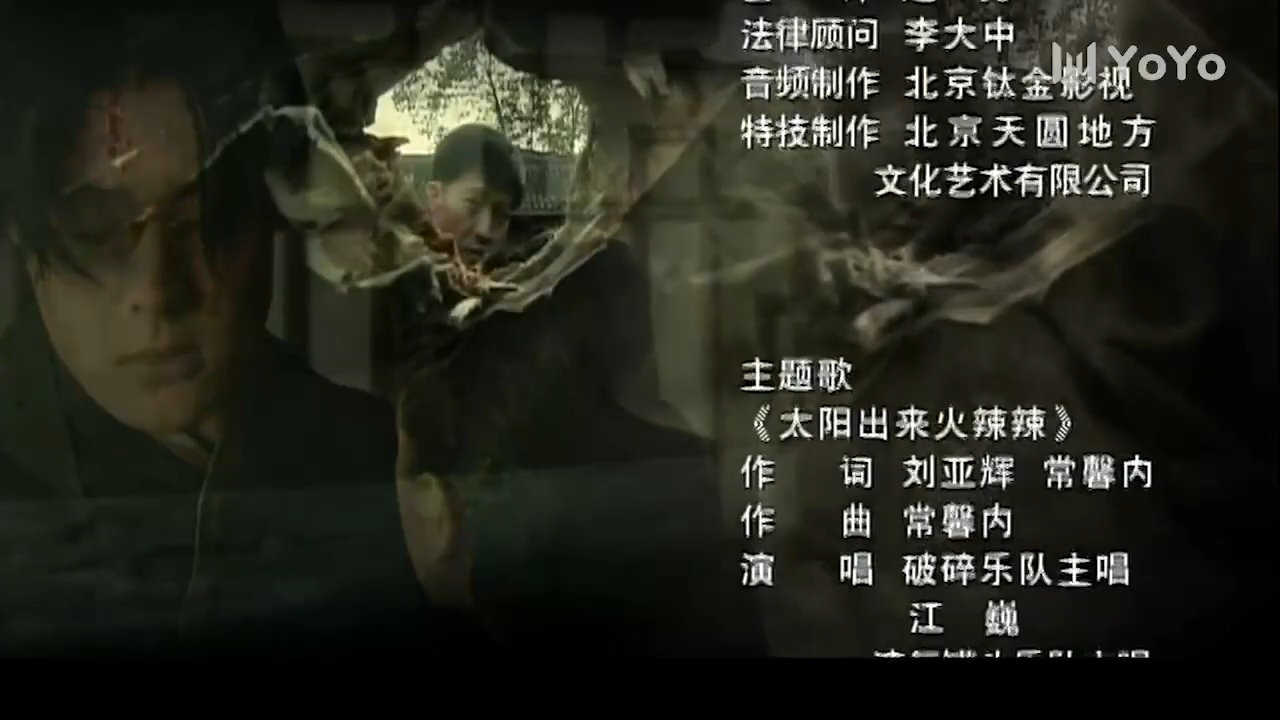 法律顾问 李大中
YoYo
音频制作 北京钛金影视
特技制作 北京天圆地方
文化艺术有限公司
主题歌
《太阳出来火辣辣》
作 词 刘亚辉 常馨内
作 曲 常馨内
演 唱 破碎乐队主唱
江 巍